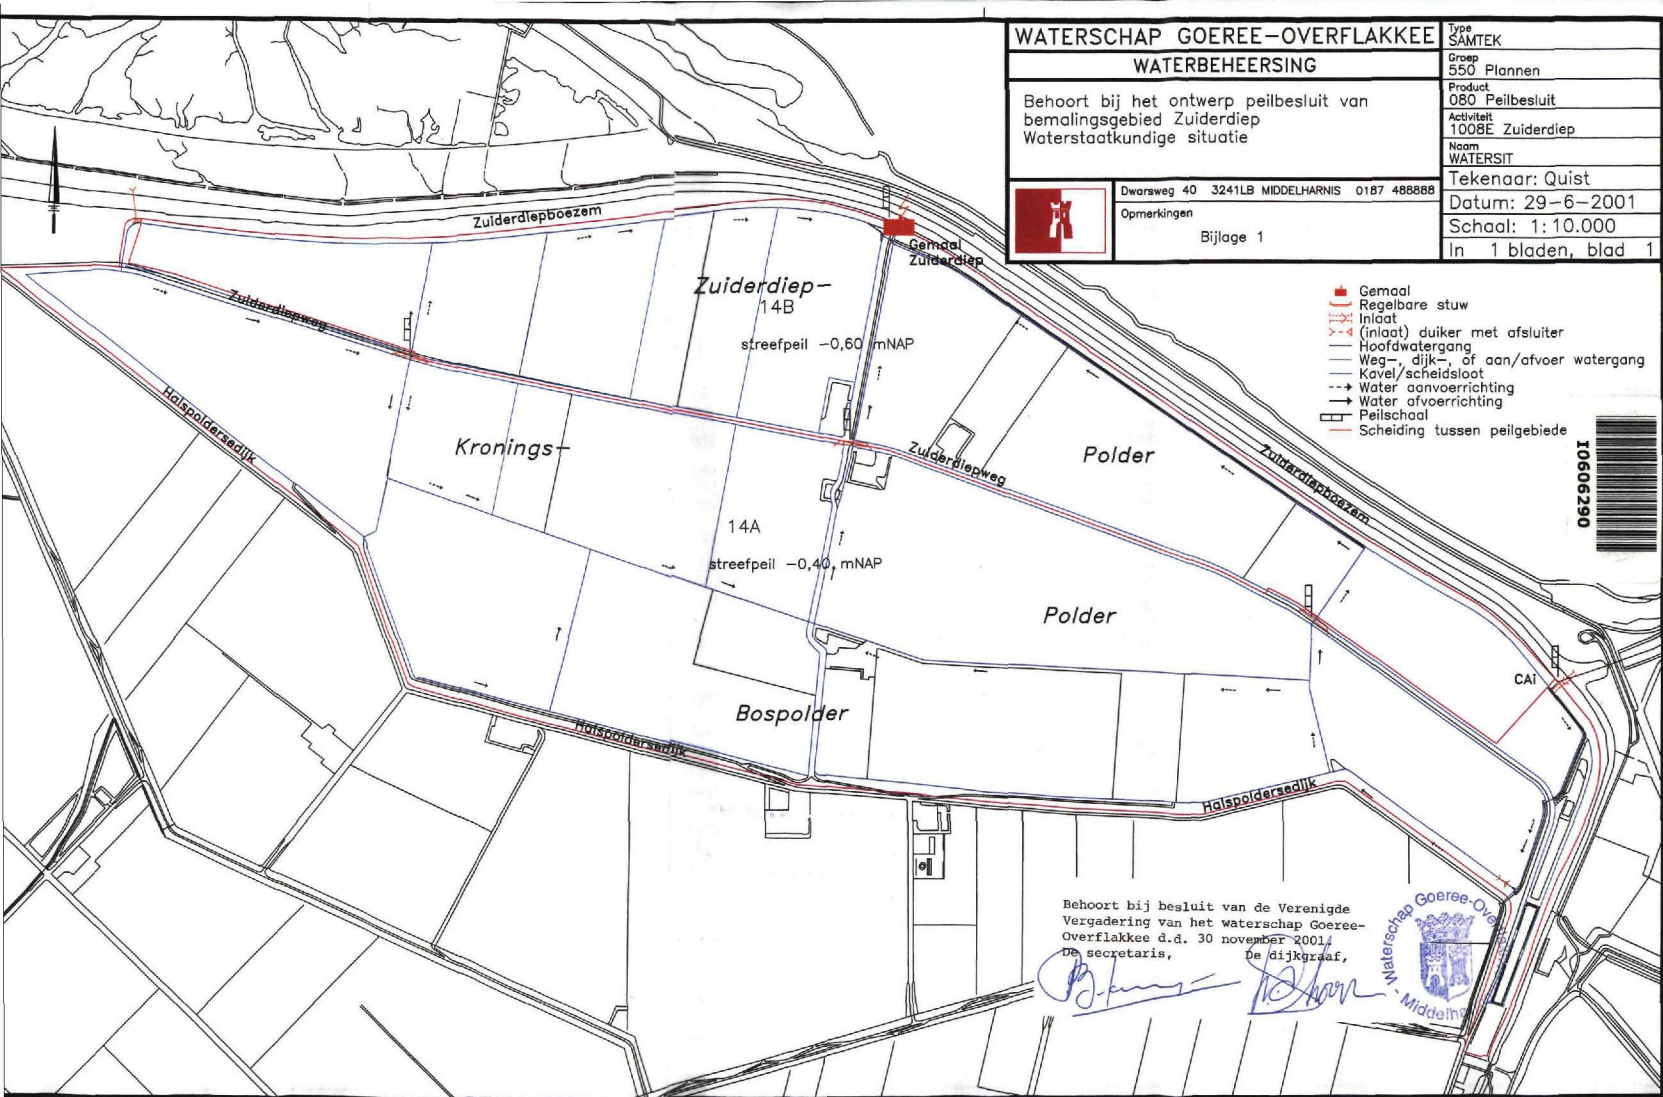 WATERSCHAP GOEREE-OVERFLAKKEE
WATERBEHEERSING
Behoort bij het ontwerp peilbesluit van
bemalingsgebied Zuiderdiep
Waterstaatkundige situatie
Dwarsweg 40 3241LB MIDDELHARNIS 0187 488888
Opmerkingen
Bijlage 1
Type
SAMTEK
Groep
550 Plannen
Product
080 Peilbesluit
Activiteit
1008E Zuiderdiep
Naam
WATERSIT
Tekenaar: Quist
Datum: 29-6-2001
Schaal: 1:10.000
In 1 bladen, blad 1
Gemaal
Regelbare stuw
Inlaat
(inlaat) duiker met afsluiter
Hoofdwatergang
Weg-, dijk-, of aan/afvoer watergang
Kavel/scheidsloot
Water aanvoerrichting
Water afvoerrichting
Peilschaal
Scheiding tussen peilgebiede
I0606290
Zuiderdiepboezem
Gemaal
Zuiderdiep
Zuiderdiep-
14B
streefpeil -0,60 mNAP
Zuiderdiepweg
Halspoldersedijk
Kronings-
Polder
Zuiderdiepweg
Zuiderdiepboezem
14A
streefpeil -0,40 mNAP
Polder
CAi
Bospolder
Halspoldersedijk
Halspoldersedijk
Behoort bij besluit van de Verenigde
Vergadering van het waterschap Goeree-
Overflakkee d.d. 30 november 2001.
De secretaris, De dijkgraaf,
Waterschap Goeree-Ove
- Middelh